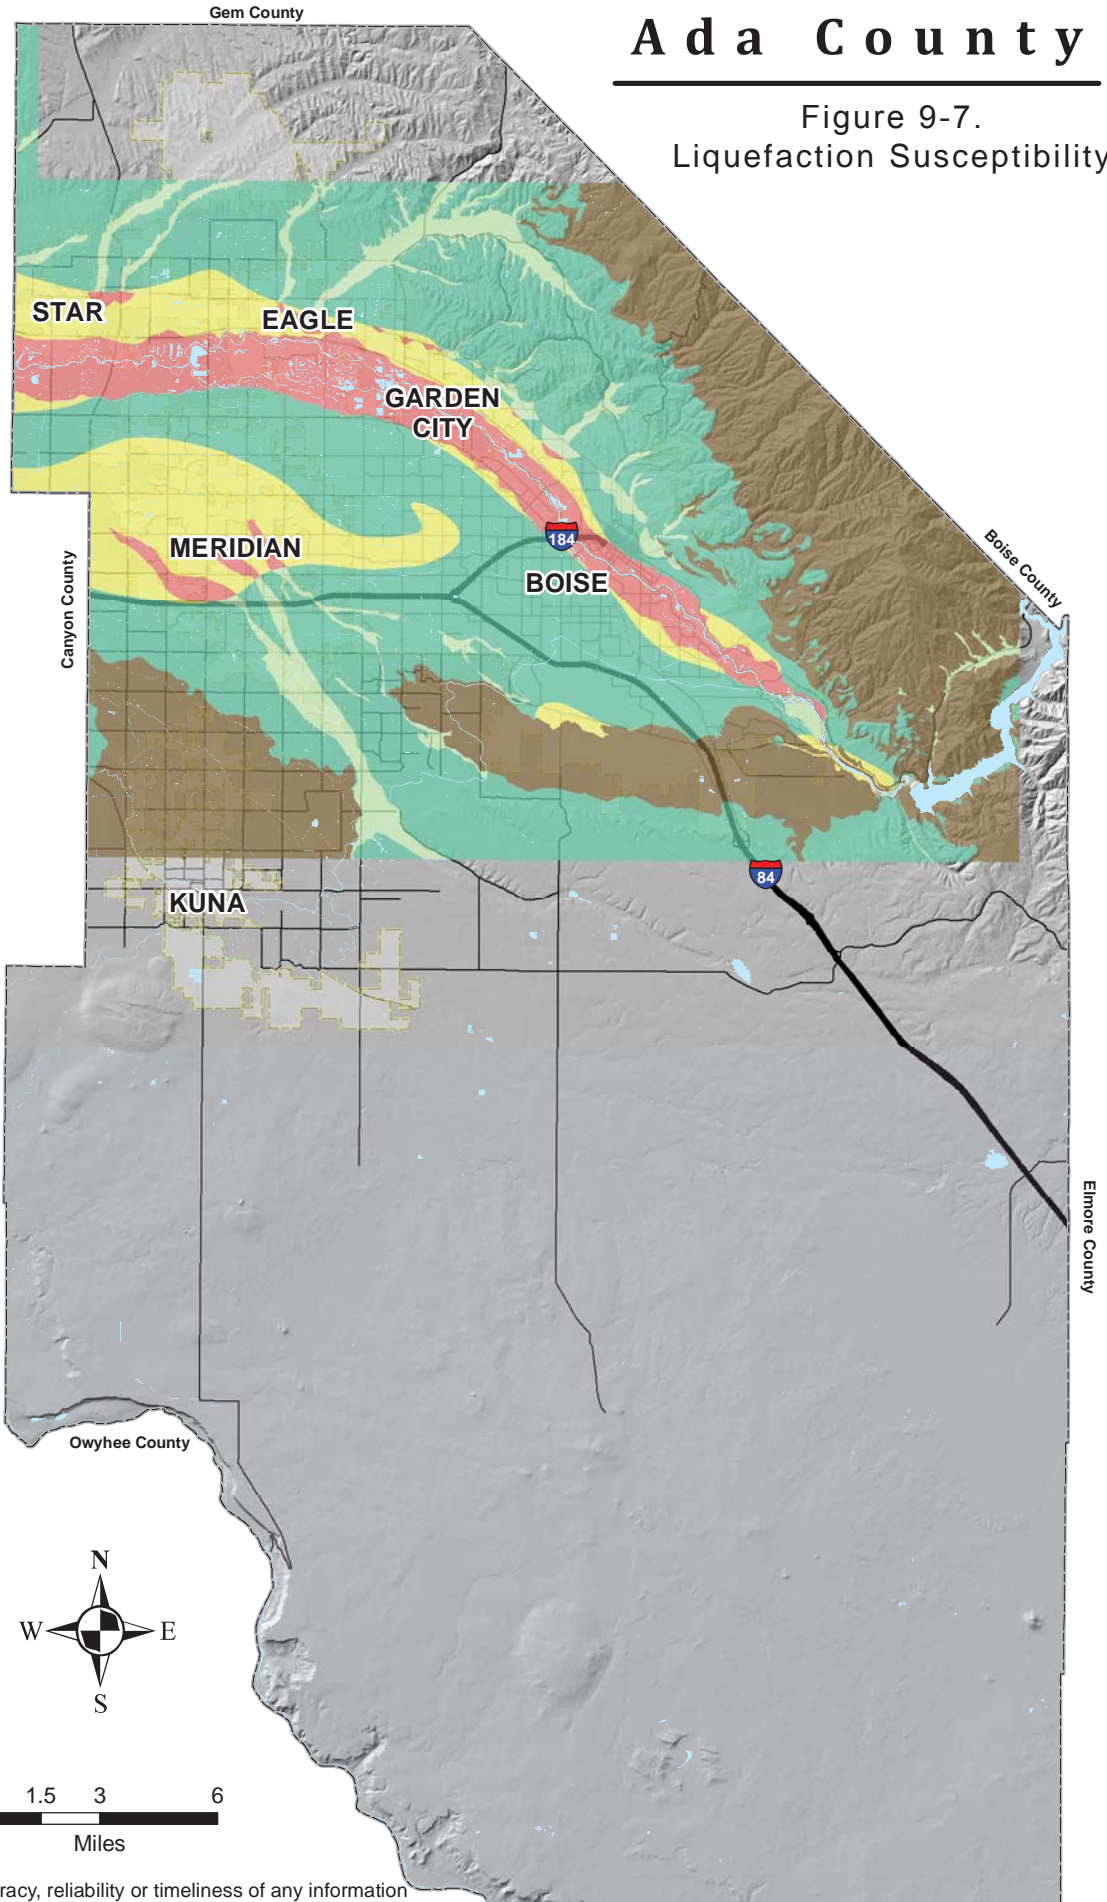 Gem County
Ada County
Figure 9-7.
Liquefaction Susceptibility
STAR
EAGLE
GARDEN
CITY
184
MERIDIAN
BOISE
Boise County
Canyon County
84
KUNA
Elmore County
Owyhee County
N
W
E
S
1.5 3 6
Miles
racy, reliability or timeliness of any information